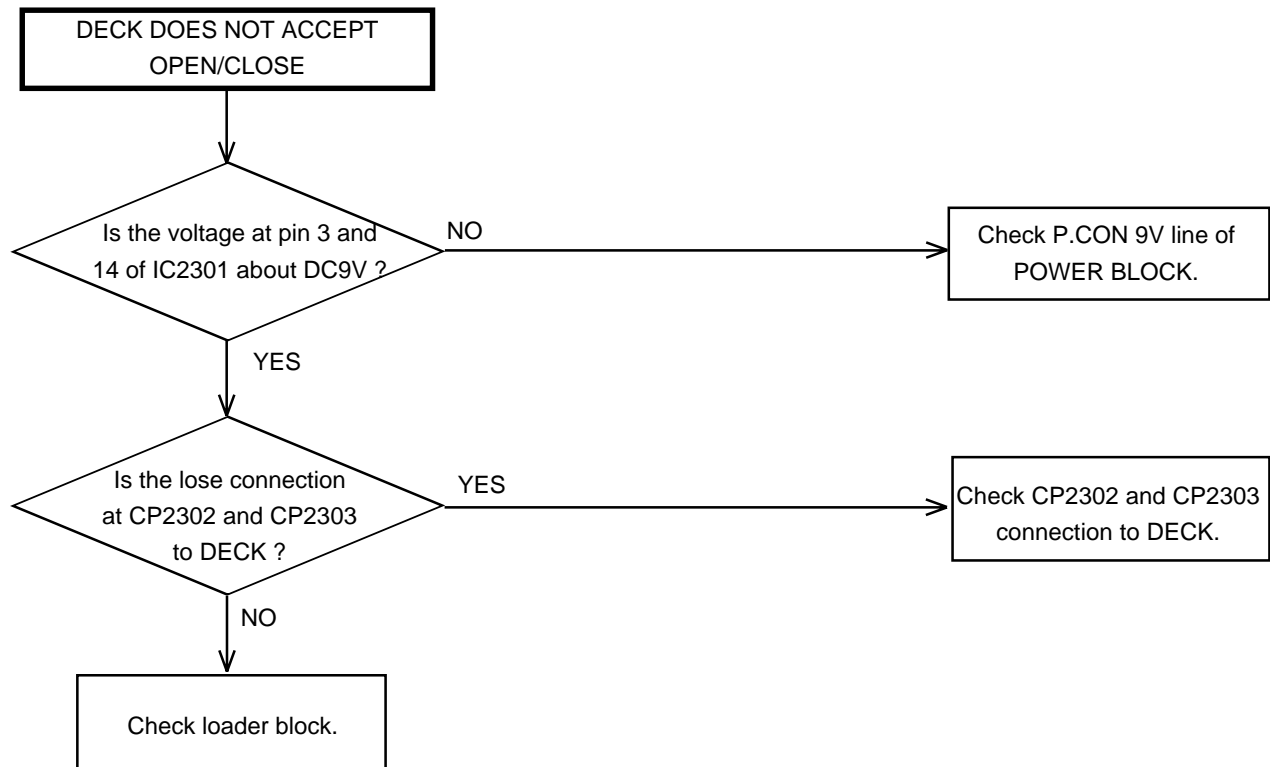 DECK DOES NOT ACCEPT
OPEN/CLOSE
Is the voltage at pin 3 and
14 of IC2301 about DC9V ?
NO
Check P.CON 9V line of
POWER BLOCK.
YES
Is the lose connection
at CP2302 and CP2303
to DECK ?
YES
Check CP2302 and CP2303
connection to DECK.
NO
Check loader block.